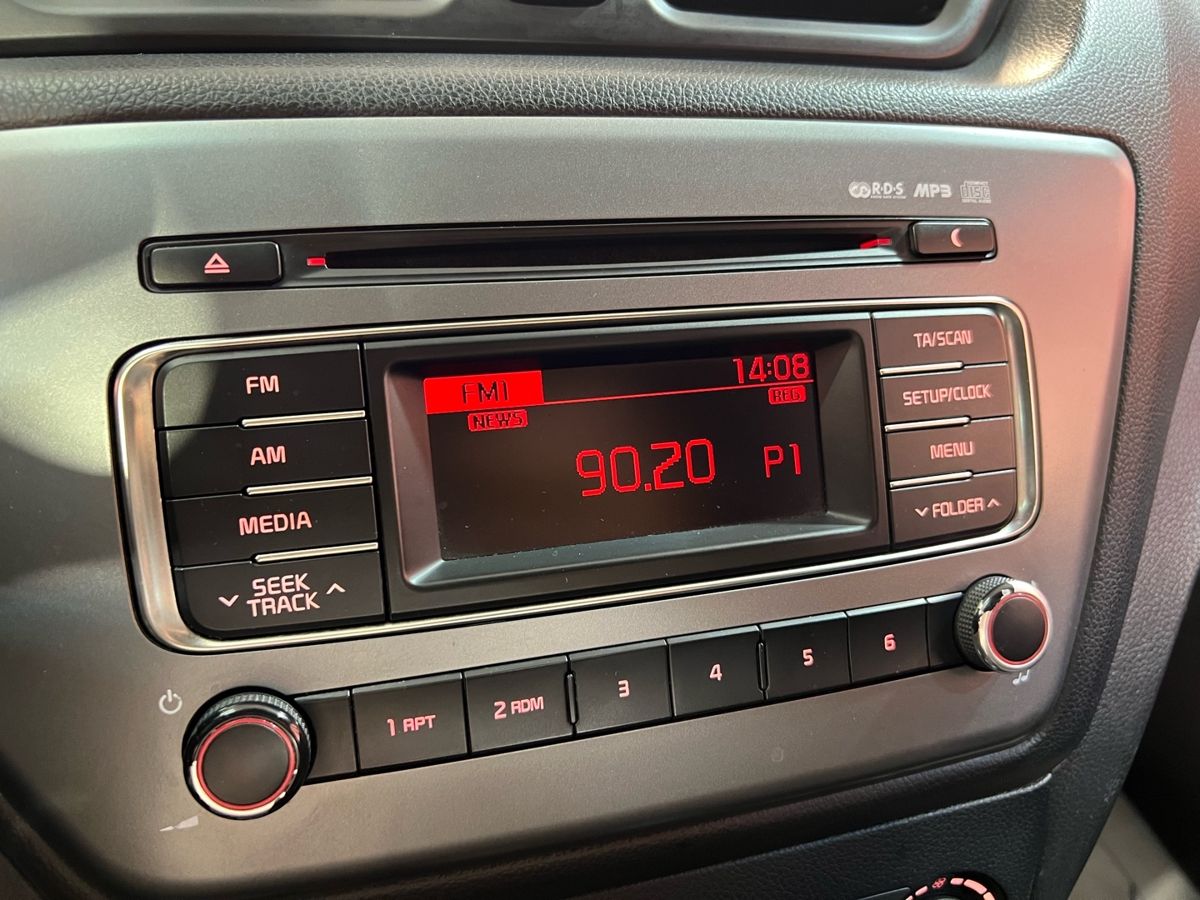 R·D·S MP3 disc
TA/SCAN
FM
FM1
14:08
NEWS
REG
SETUP/CLOCK
AM
90.20 P1
MENU
MEDIA
FOLDER
SEEK
TRACK
1 RPT
2 RDM
3
4
5
6